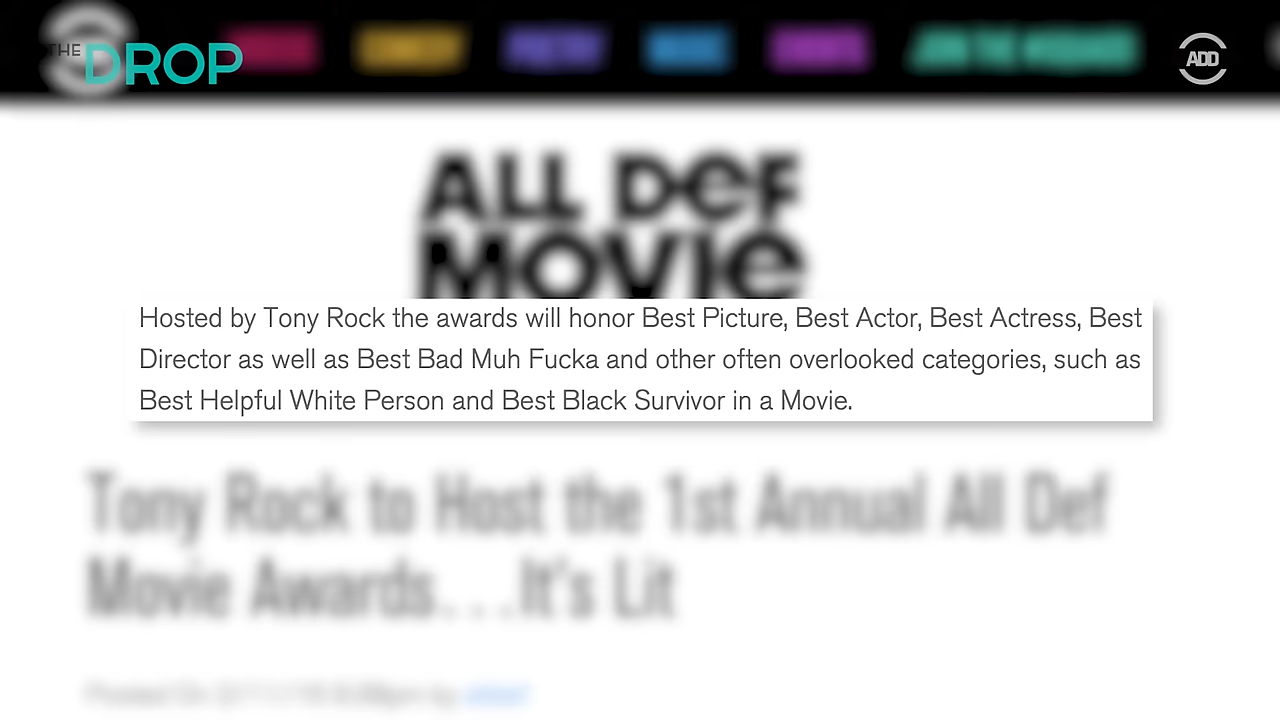 THE DROP
JOIN THE
ADD
ALL DEF
MOVIE
Hosted by Tony Rock the awards will honor Best Picture, Best Actor, Best Actress, Best
Director as well as Best Bad Muh Fucka and other often overlooked categories, such as
Best Helpful White Person and Best Black Survivor in a Movie.
Tony Rock to Host the 1st Annual All Def
Movie Awards...It's Lit